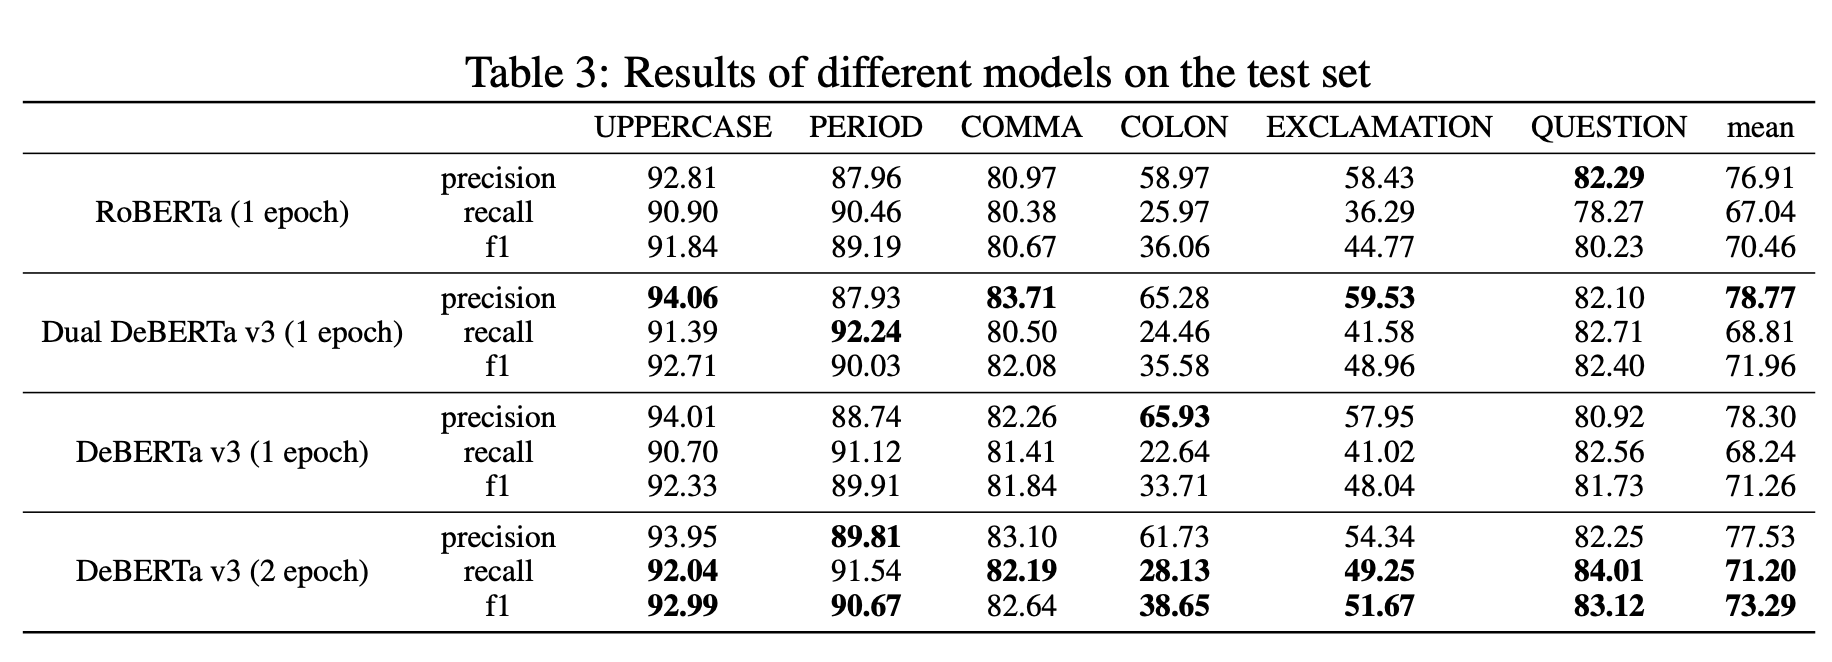 Table 3: Results of different models on the test set
UPPERCASE PERIOD COMMA COLON EXCLAMATION QUESTION mean
precision 92.81 87.96 80.97 58.97 58.43 82.29 76.91
RoBERTa (1 epoch) recall 90.90 90.46 80.38 25.97 36.29 78.27 67.04
f1 91.84 89.19 80.67 36.06 44.77 80.23 70.46
precision 94.06 87.93 83.71 65.28 59.53 82.10 78.77
Dual DeBERTa v3 (1 epoch) recall 91.39 92.24 80.50 24.46 41.58 82.71 68.81
f1 92.71 90.03 82.08 35.58 48.96 82.40 71.96
precision 94.01 88.74 82.26 65.93 57.95 80.92 78.30
DeBERTa v3 (1 epoch) recall 90.70 91.12 81.41 22.64 41.02 82.56 68.24
f1 92.33 89.91 81.84 33.71 48.04 81.73 71.26
precision 93.95 89.81 83.10 61.73 54.34 82.25 77.53
DeBERTa v3 (2 epoch) recall 92.04 91.54 82.19 28.13 49.25 84.01 71.20
f1 92.99 90.67 82.64 38.65 51.67 83.12 73.29